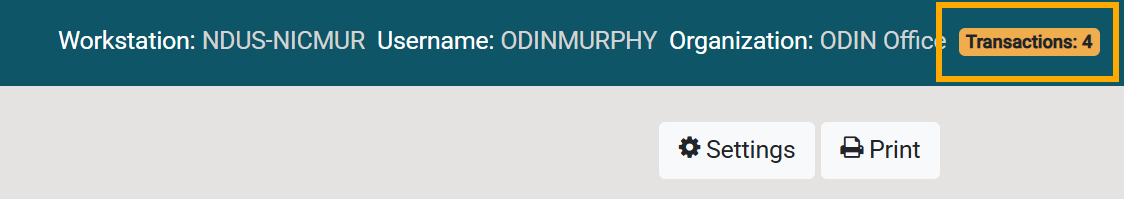 Workstation: NDUS-NICMUR Username: ODINMURPHY Organization: ODIN Office Transactions: 4
Settings Print